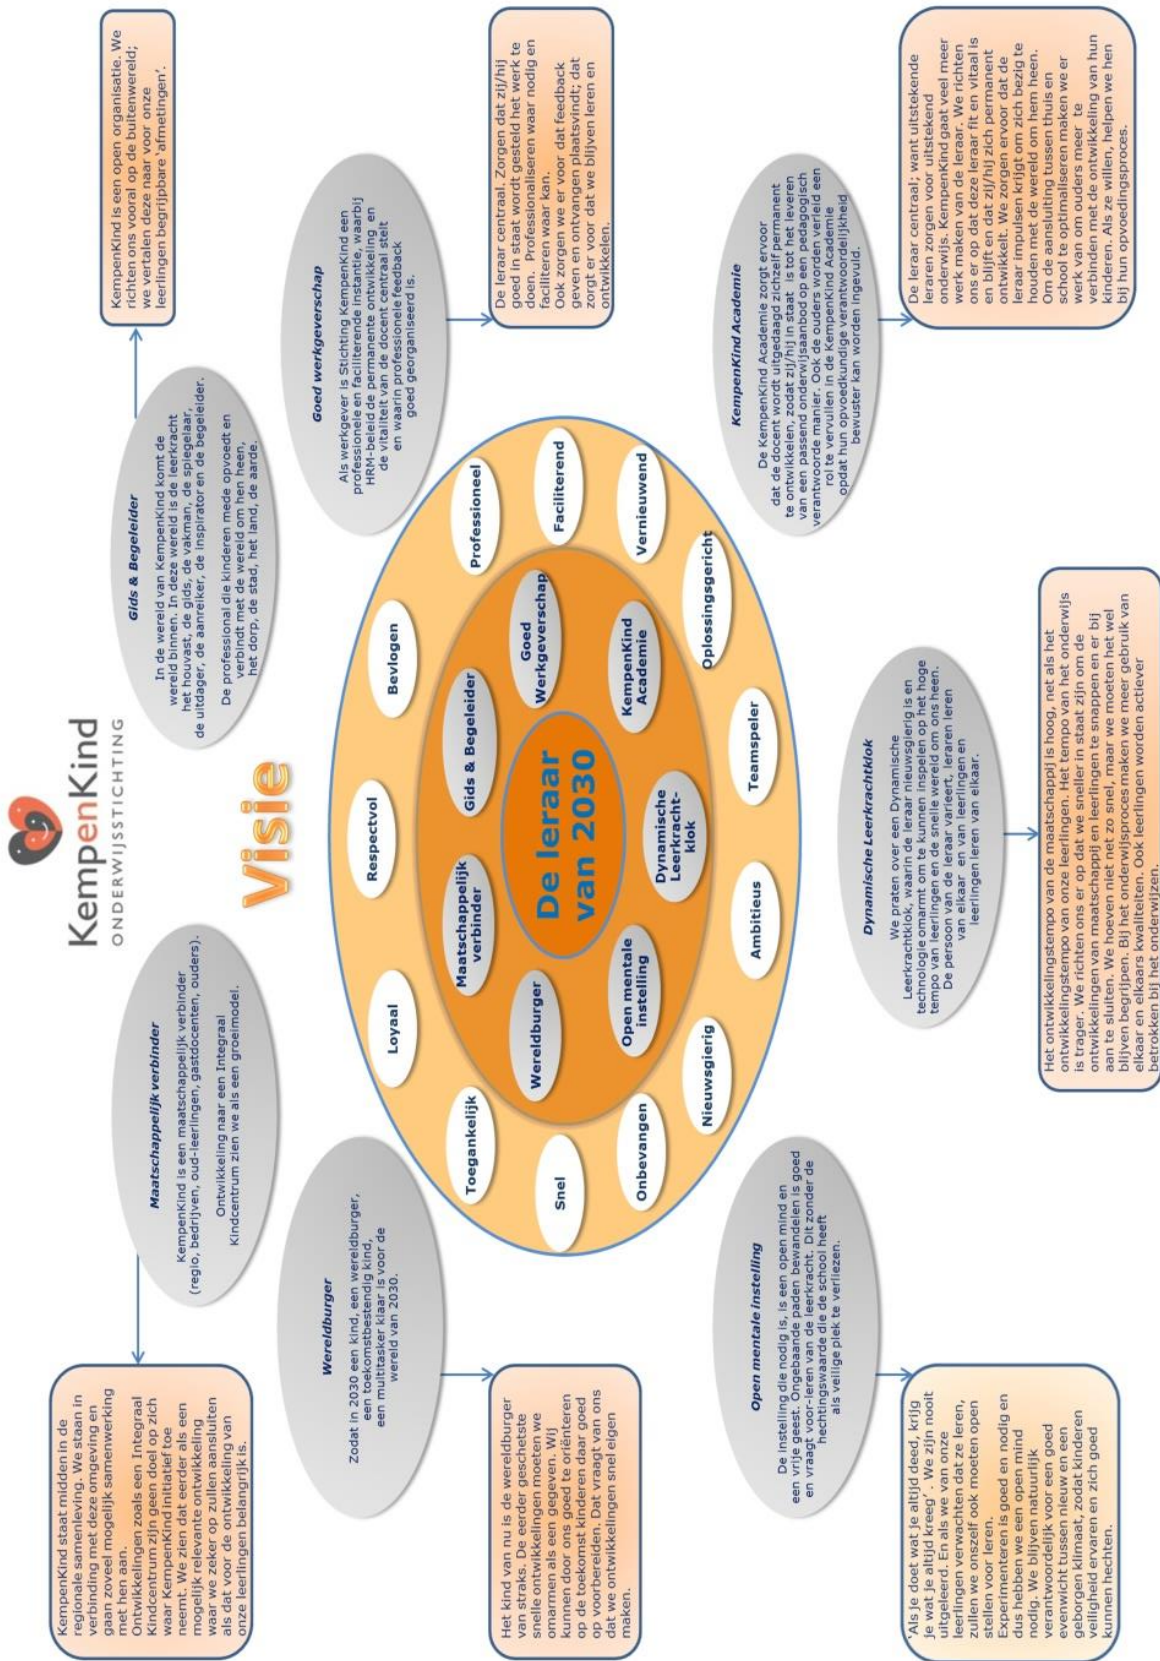 KempenKind
ONDERWIJSSTICHTING
Visie
KempenKind staat midden in de
regionale samenleving. We staan in
verbinding met deze omgeving en
gaan zoveel mogelijk samenwerking
met hen aan.
Ontwikkelingen zoals een Integraal
Kindcentrum zijn geen doel op zich
waar KempenKind initiatief toe
neemt. We zien dat eerder als een
mogelijk relevante ontwikkeling
waar we zeker op zullen aansluiten
als dat voor de ontwikkeling van
onze leerlingen belangrijk is.
Maatschappelijk verbinder
KempenKind is een maatschappelijk verbinder
(regio, bedrijven, oud-leerlingen, gastdocenten, ouders).
Ontwikkeling naar een Integraal
Kindcentrum zien we als een groeimodel.
Gids & Begeleider
In de wereld van KempenKind komt de
wereld binnen. In deze wereld is de leerkracht
het houvast, de gids, de vakman, de spiegelaar,
de uitdager, de aanreiker, de inspirator en de begeleider.
De professional die kinderen mede opvoedt en
verbindt met de wereld om hen heen,
het dorp, de stad, het land, de aarde.
KempenKind is een open organisatie. We
richten ons vooral op de buitenwereld;
we vertalen deze naar voor onze
leerlingen begrijpbare 'afmetingen'.
Wereldburger
Zodat in 2030 een kind, een wereldburger,
een toekomstbestendig kind,
een multitasker klaar is voor de
wereld van 2030.
Het kind van nu is de wereldburger
van straks. De eerder geschetste
snelle ontwikkelingen moeten we
omarmen als een gegeven. Wij
kunnen door ons goed te oriënteren
op de toekomst kinderen daar goed
op voorbereiden. Dat vraagt van ons
dat we ontwikkelingen snel eigen
maken.
Goed werkgeverschap
Als werkgever is Stichting KempenKind een
professionele en faciliterende instantie, waarbij
HRM-beleid de permanente ontwikkeling en
de vitaliteit van de docent centraal stelt
en waarin professionele feedback
goed georganiseerd is.
De leraar centraal. Zorgen dat zij/hij
goed in staat wordt gesteld het werk te
doen. Professionaliseren waar nodig en
faciliteren waar kan.
Ook zorgen we er voor dat feedback
geven en ontvangen plaatsvindt; dat
zorgt er voor dat we blijven leren en
ontwikkelen.
Loyaal
Respectvol
Bevlogen
Toegankelijk
Professioneel
Snel
Faciliterend
Onbevangen
Vernieuwend
Nieuwsgierig
Oplossingsgericht
Ambitieus
Teamspeler
Maatschappelijk
verbinder
Gids & Begeleider
Wereldburger
Goed
Werkgeverschap
De leraar
van 2030
Open mentale
instelling
KempenKind
Academie
Dynamische
Leerkracht-
klok
Open mentale instelling
De instelling die nodig is, is een open mind en
een vrije geest. Ongebaande paden bewandelen is goed
en vraagt voor-leren van de leerkracht. Dit zonder de
hechtingswaarde die de school heeft
als veilige plek te verliezen.
'Als je doet wat je altijd deed, krijg
je wat je altijd kreeg'. We zijn nooit
uitgeleerd. En als we van onze
leerlingen verwachten dat ze leren,
zullen we onszelf ook moeten open
stellen voor leren.
Experimenteren is goed en nodig en
dus hebben we een open mind
nodig. We blijven natuurlijk
verantwoordelijk voor een goed
evenwicht tussen nieuw en een
geborgen klimaat, zodat kinderen
veiligheid ervaren en zich goed
kunnen hechten.
Dynamische Leerkrachtklok
We praten over een Dynamische
Leerkrachtklok, waarin de leraar nieuwsgierig is en
technologie omarmt om te kunnen inspelen op het hoge
tempo van leerlingen en de snelle wereld om ons heen.
De persoon van de leraar varieert, leraren leren
van elkaar en van leerlingen en
leerlingen leren van elkaar.
Het ontwikkelingstempo van de maatschappij is hoog, net als het
ontwikkelingstempo van onze leerlingen. Het tempo van het onderwijs
is trager. We richten ons er op dat we sneller in staat zijn om de
ontwikkelingen van maatschappij en leerlingen te snappen en er bij
aan te sluiten. We hoeven niet net zo snel, maar we moeten het wel
blijven begrijpen. Bij het onderwijsproces maken we meer gebruik van
elkaar en elkaars kwaliteiten. Ook leerlingen worden actiever
betrokken bij het onderwijzen.
KempenKind Academie
De KempenKind Academie zorgt ervoor
dat de docent wordt uitgedaagd zichzelf permanent
te ontwikkelen, zodat zij/hij in staat is tot het leveren
van een passend onderwijsaanbod op een pedagogisch
verantwoorde manier. Ook de ouders worden verleid een
rol te vervullen in de KempenKind Academie
opdat hun opvoedkundige verantwoordelijkheid
bewuster kan worden ingevuld.
De leraar centraal; want uitstekende
leraren zorgen voor uitstekend
onderwijs. KempenKind gaat veel meer
werk maken van de leraar. We richten
ons er op dat deze leraar fit en vitaal is
en blijft en dat zij/hij zich permanent
ontwikkelt. We zorgen ervoor dat de
leraar impulsen krijgt om zich bezig te
houden met de wereld om hem heen.
Om de aansluiting tussen thuis en
school te optimaliseren maken we er
werk van om ouders meer te
verbinden met de ontwikkeling van hun
kinderen. Als ze willen, helpen we hen
bij hun opvoedingsproces.